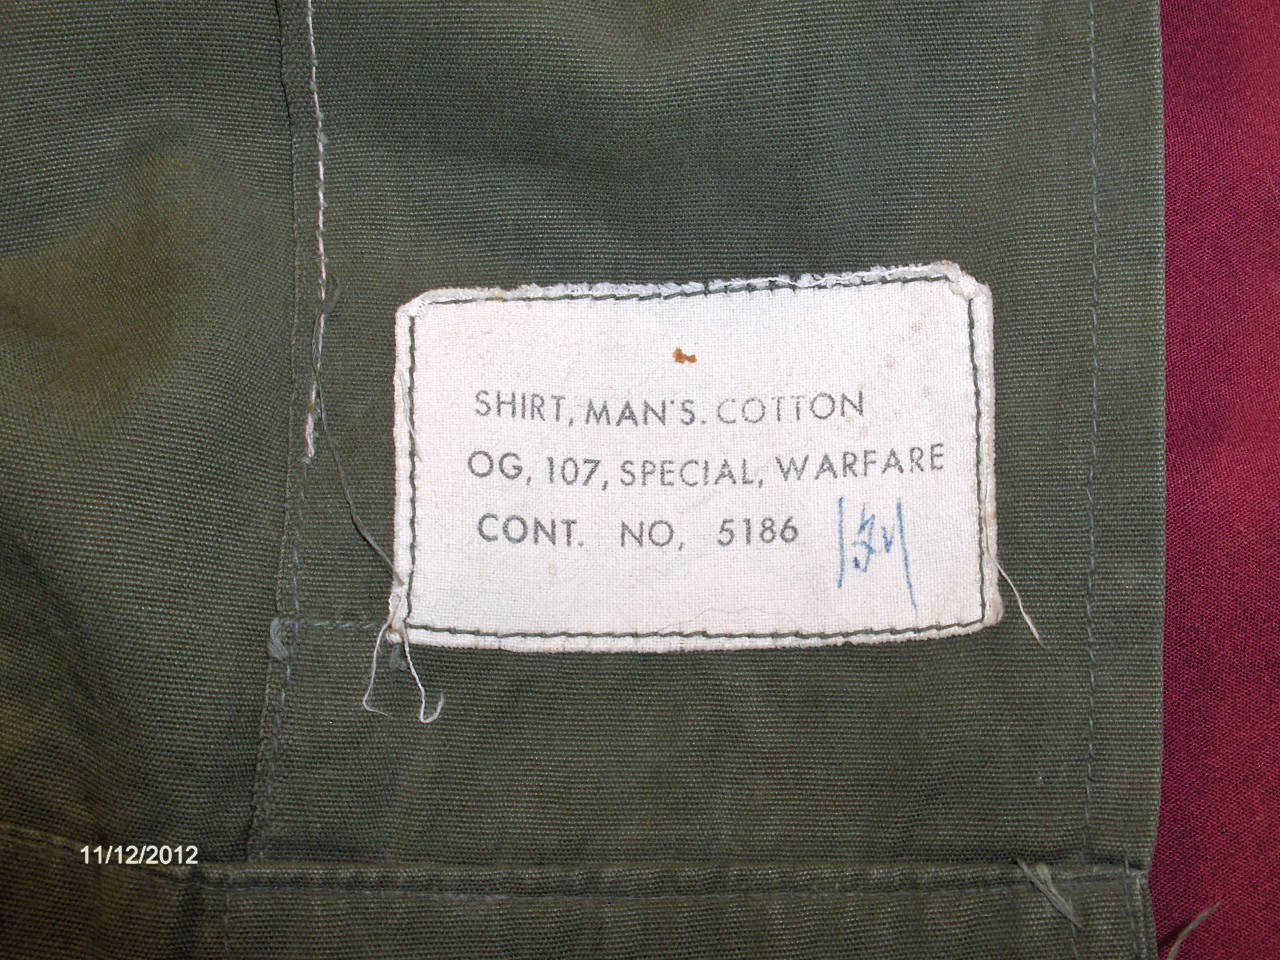 SHIRT, MAN'S. COTTON
OG, 107, SPECIAL, WARFARE
CONT. NO, 5186
11/12/2012